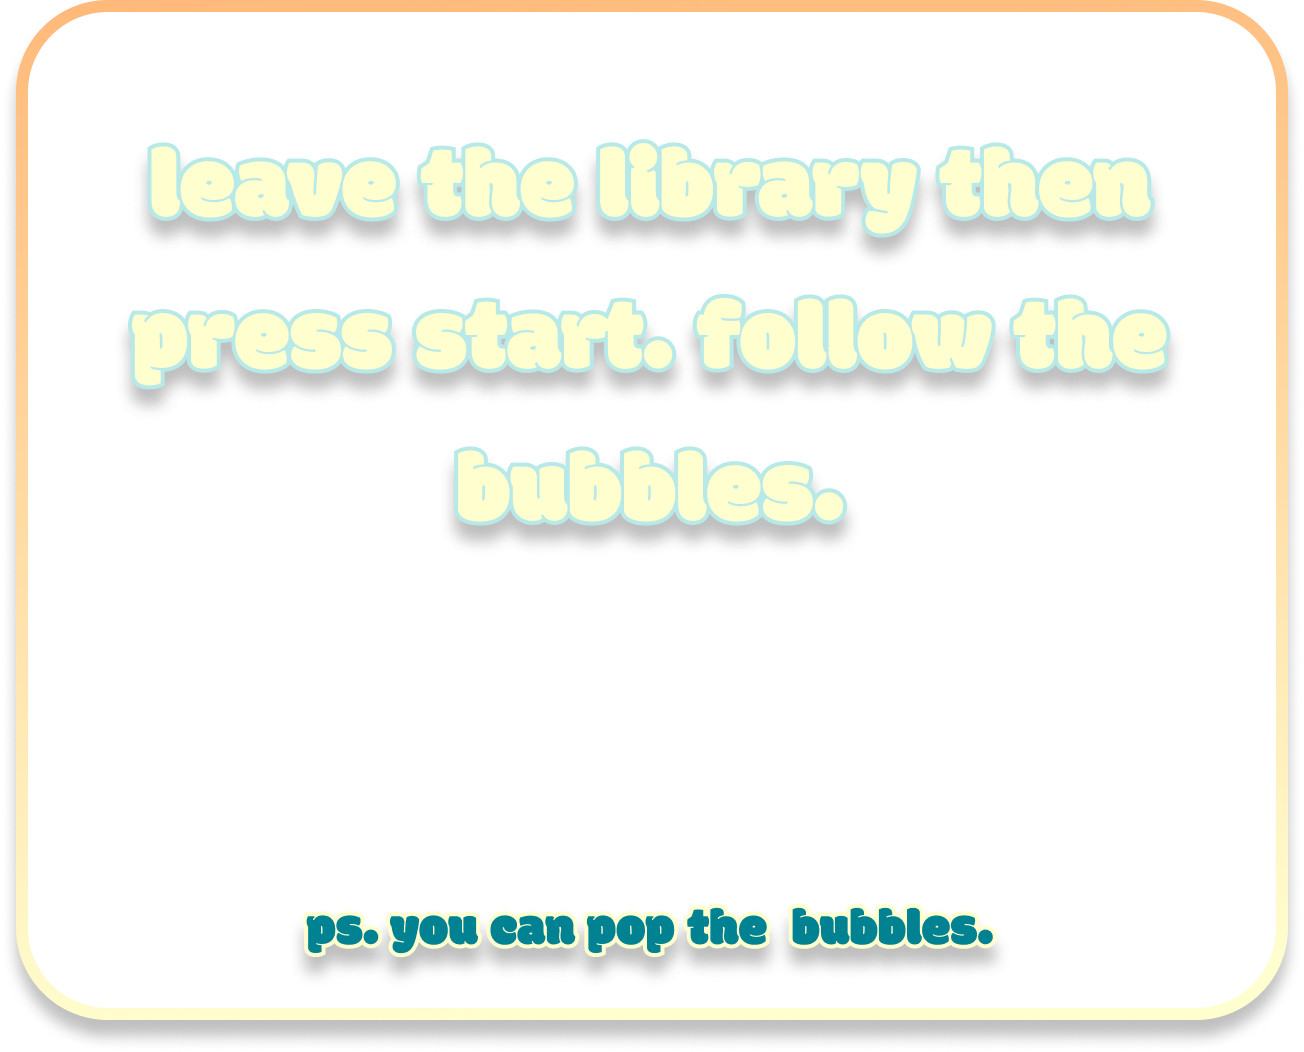 leave the library then
press start. follow the
bubbles.
ps. you can pop the  bubbles.